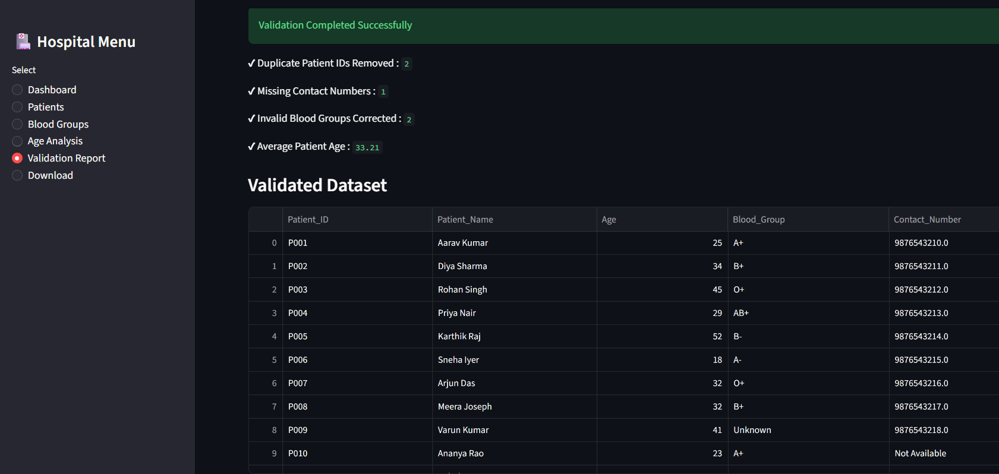 Hospital Menu
Select
Dashboard
Patients
Blood Groups
Age Analysis
Validation Report
Download
Validation Completed Successfully
✔ Duplicate Patient IDs Removed : 2
✔ Missing Contact Numbers : 1
✔ Invalid Blood Groups Corrected : 2
✔ Average Patient Age : 33.21
Validated Dataset
Patient_ID Patient_Name Age Blood_Group Contact_Number
0 P001 Aarav Kumar 25 A+ 9876543210.0
1 P002 Diya Sharma 34 B+ 9876543211.0
2 P003 Rohan Singh 45 O+ 9876543212.0
3 P004 Priya Nair 29 AB+ 9876543213.0
4 P005 Karthik Raj 52 B- 9876543214.0
5 P006 Sneha Iyer 18 A- 9876543215.0
6 P007 Arjun Das 32 O+ 9876543216.0
7 P008 Meera Joseph 32 B+ 9876543217.0
8 P009 Varun Kumar 41 Unknown 9876543218.0
9 P010 Ananya Rao 23 A+ Not Available